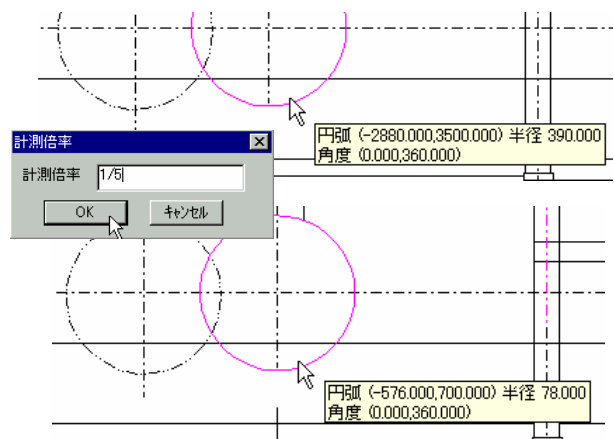 円弧 (-2880.000,3500.000) 半径 390.000
角度 (0.000,360.000)
計測倍率
計測倍率 1/5
OK キャンセル
円弧 (-576.000,700.000) 半径 78.000
角度 (0.000,360.000)